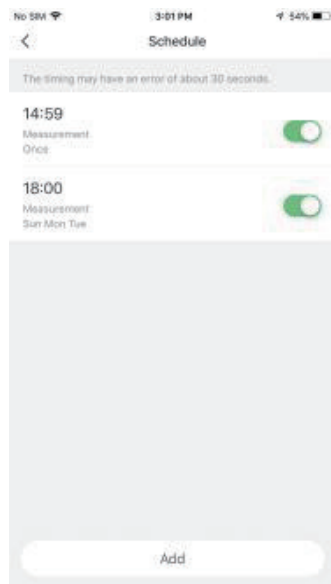 No SIM 3:01 PM 54%
Schedule
The timing may have an error of about 30 seconds.
14:59
Measurement
Once
18:00
Measurement
Sun Mon Tue
Add